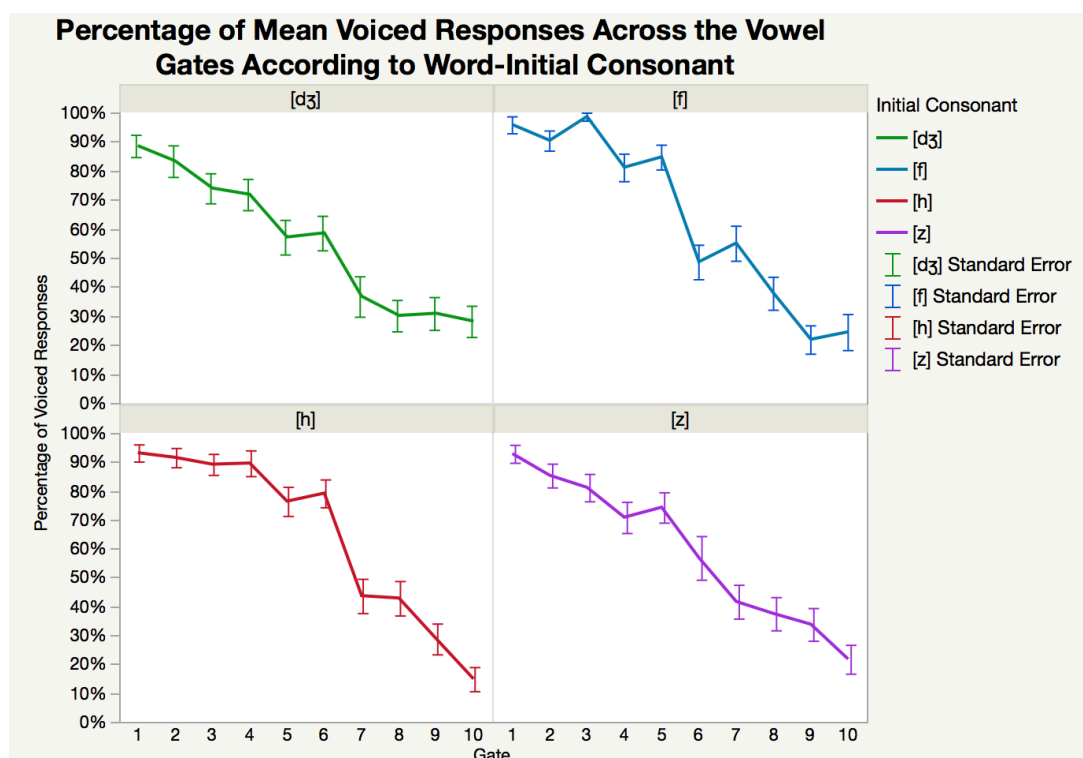 Percentage of Mean Voiced Responses Across the Vowel
Gates According to Word-Initial Consonant
[dʒ]
[f]
Initial Consonant
[dʒ]
[f]
[h]
[z]
[dʒ] Standard Error
[f] Standard Error
[h] Standard Error
[z] Standard Error
Percentage of Voiced Responses
100%
90%
80%
70%
60%
50%
40%
30%
20%
10%
0%
[h]
[z]
100%
90%
80%
70%
60%
50%
40%
30%
20%
10%
0%
1 2 3 4 5 6 7 8 9 10 1 2 3 4 5 6 7 8 9 10
Gate